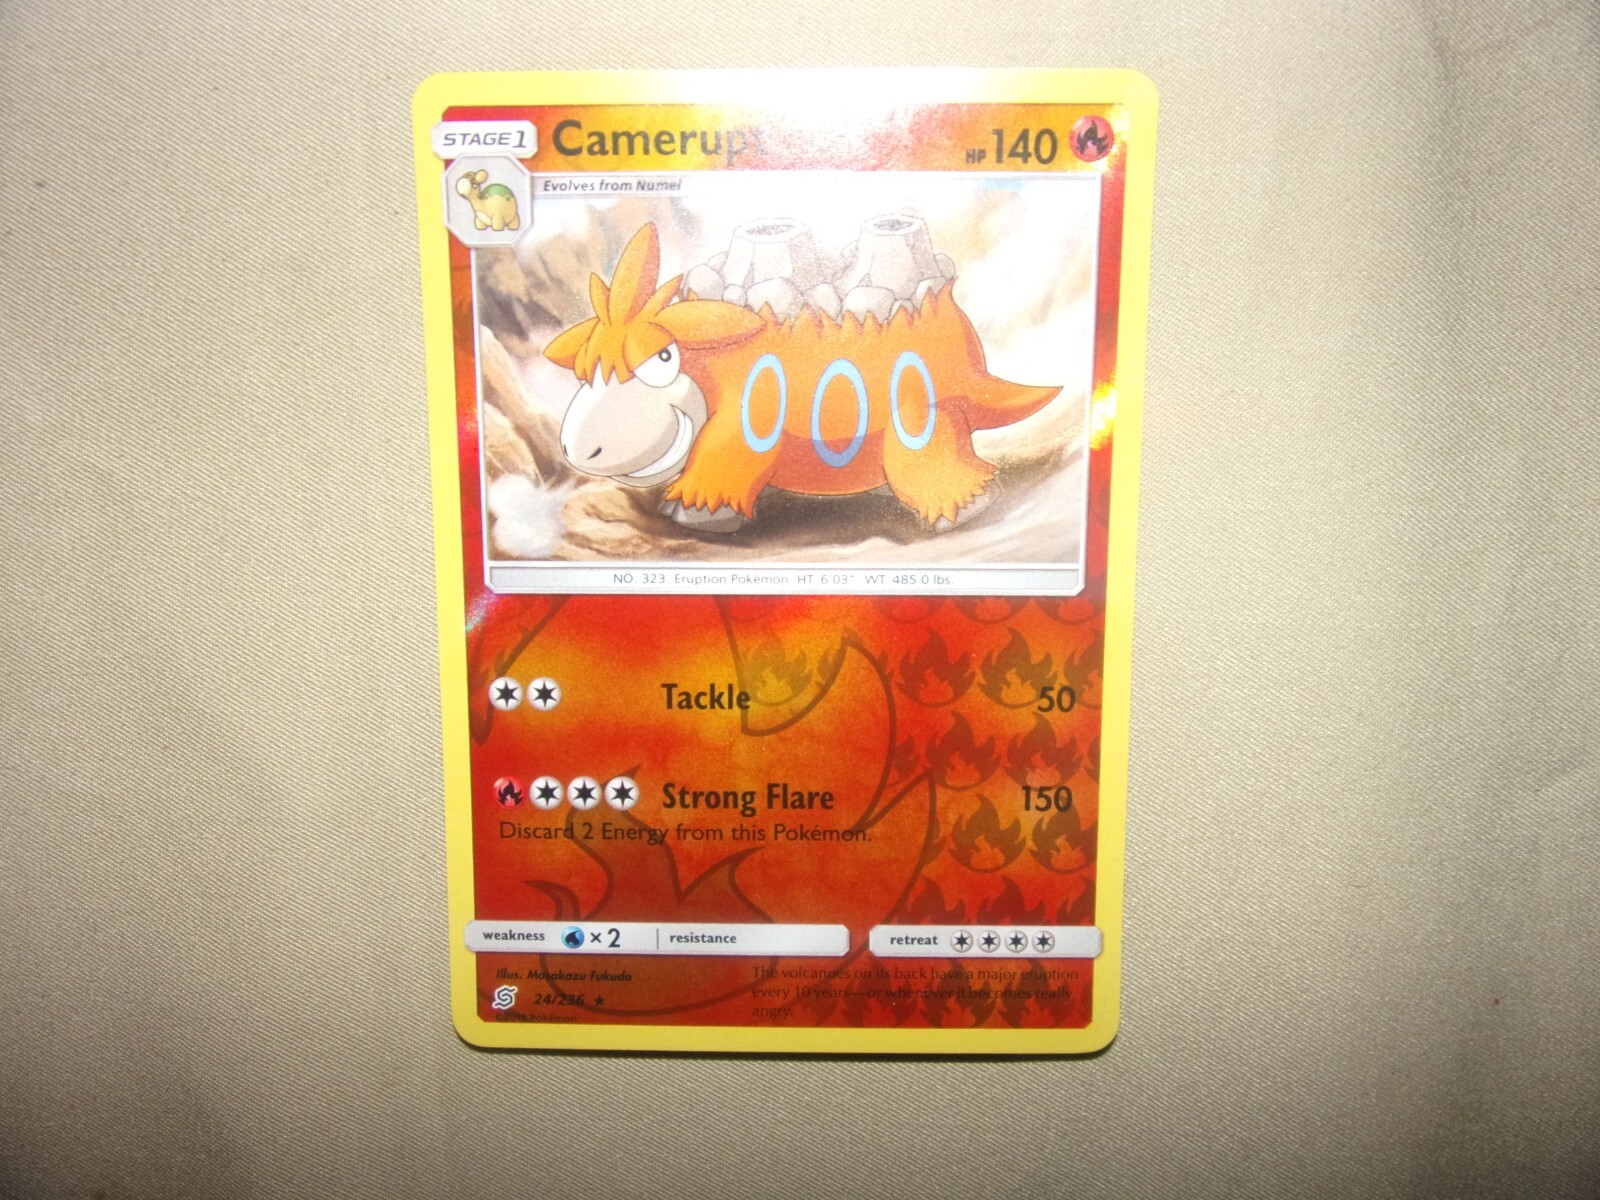 STAGE 1 Camerupt HP 140
Evolves from Numel
NO. 323 Eruption Pokémon HT 6'03" WT 485.0 lbs.
Tackle 50
Strong Flare 150
Discard 2 Energy from this Pokémon.
weakness × 2 resistance retreat
Illus. Masakazu Fukuda
24/236
©2019 Pokémon
The volcanoes on its back have a major eruption
every 10 years—or whenever it becomes really
angry.